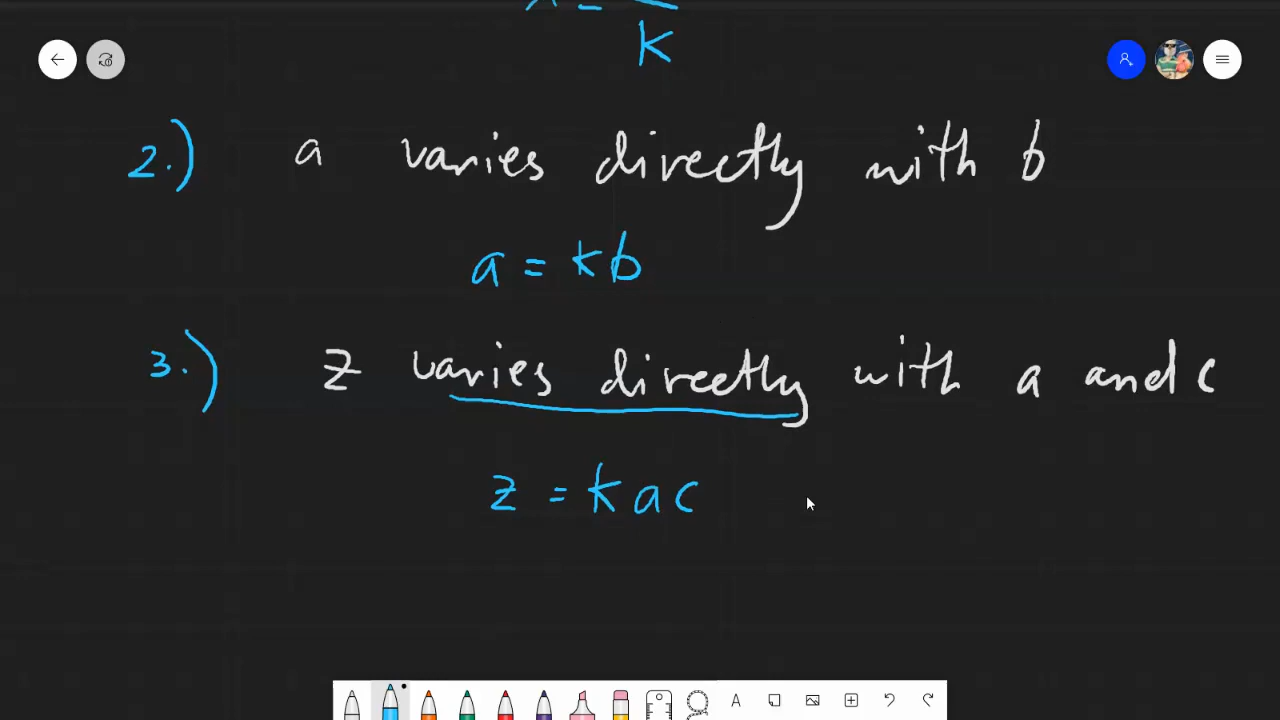 k
2.) a varies directly with b
a = kb
3.) z varies directly with a and c
z = kac
A